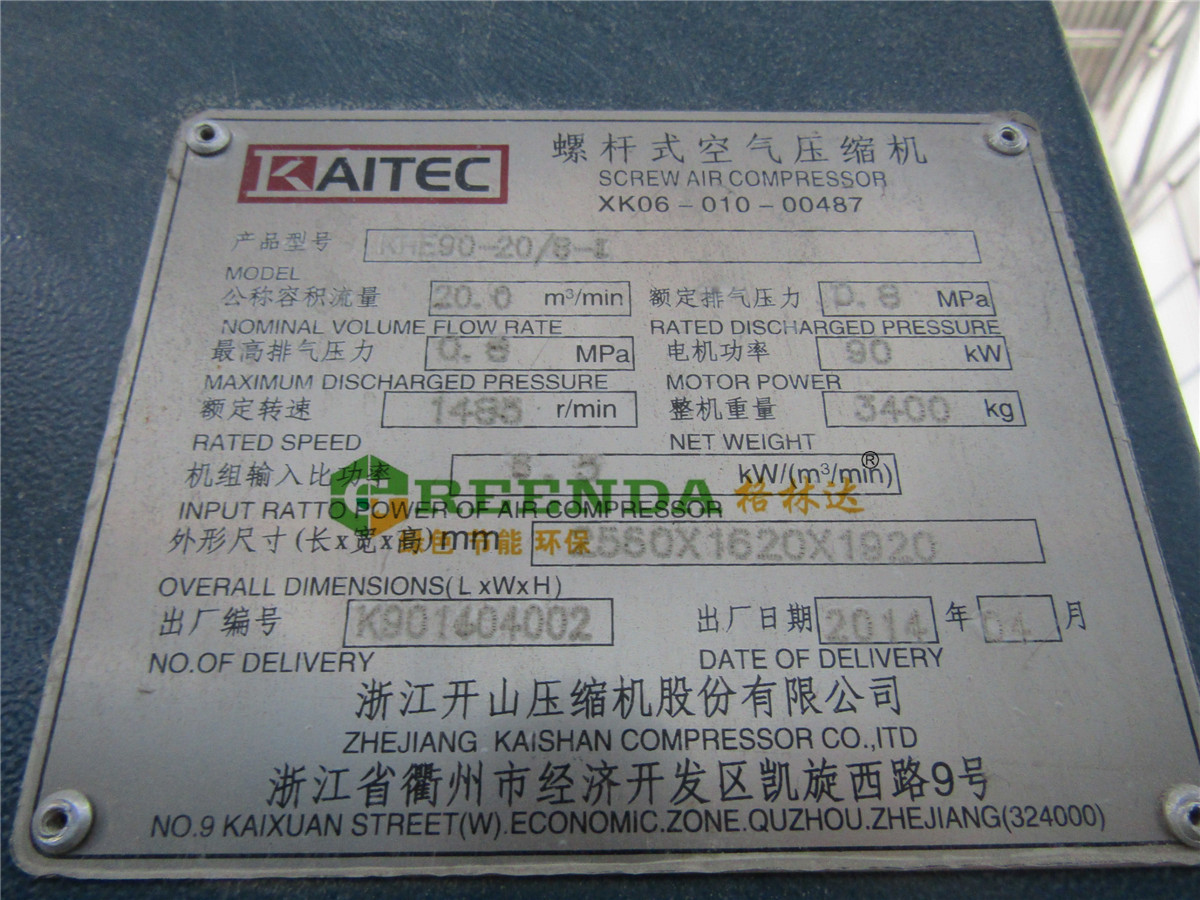 KAITEC
螺杆式空气压缩机
SCREW AIR COMPRESSOR
XK06-010-00487
产品型号 KHE90-20/8-I
MODEL
公称容积流量 20.0 m³/min 额定排气压力 0.8 MPa
NOMINAL VOLUME FLOW RATE RATED DISCHARGED PRESSURE
最高排气压力 0.8 MPa 电机功率 90 kW
MAXIMUM DISCHARGED PRESSURE MOTOR POWER
额定转速 1485 r/min 整机重量 3400 kg
RATED SPEED NET WEIGHT
机组输入比功率 kW/(m³/min)
GREENDA 格林达 ®
INPUT RATTO POWER OF AIR COMPRESSOR
外形尺寸(长x宽x高)mm 2560X1620X1920
绿色 节能 环保
OVERALL DIMENSIONS(LxWxH)
出厂编号 K901404002 出厂日期 2014 年 04 月
NO.OF DELIVERY DATE OF DELIVERY
浙江开山压缩机股份有限公司
ZHEJIANG KAISHAN COMPRESSOR CO.,ITD
浙江省衢州市经济开发区凯旋西路9号
NO.9 KAIXUAN STREET(W).ECONOMIC.ZONE.QUZHOU.ZHEJIANG(324000)